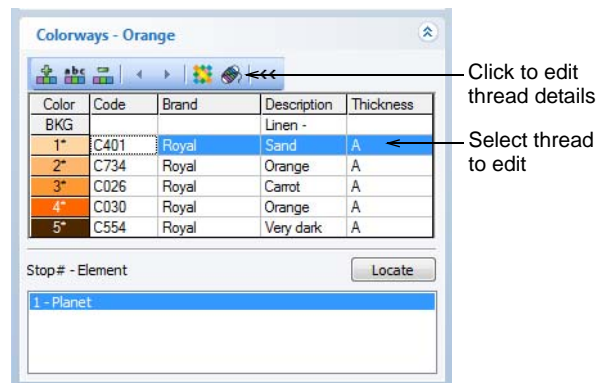 Colorways - Orange
abc
<<<
Click to edit
thread details
Color Code Brand Description Thickness
BKG Linen -
1* C401 Royal Sand A
Select thread
to edit
2* C734 Royal Orange A
3* C026 Royal Carrot A
4* C030 Royal Orange A
5* C554 Royal Very dark A
Stop# - Element
Locate
1 - Planet